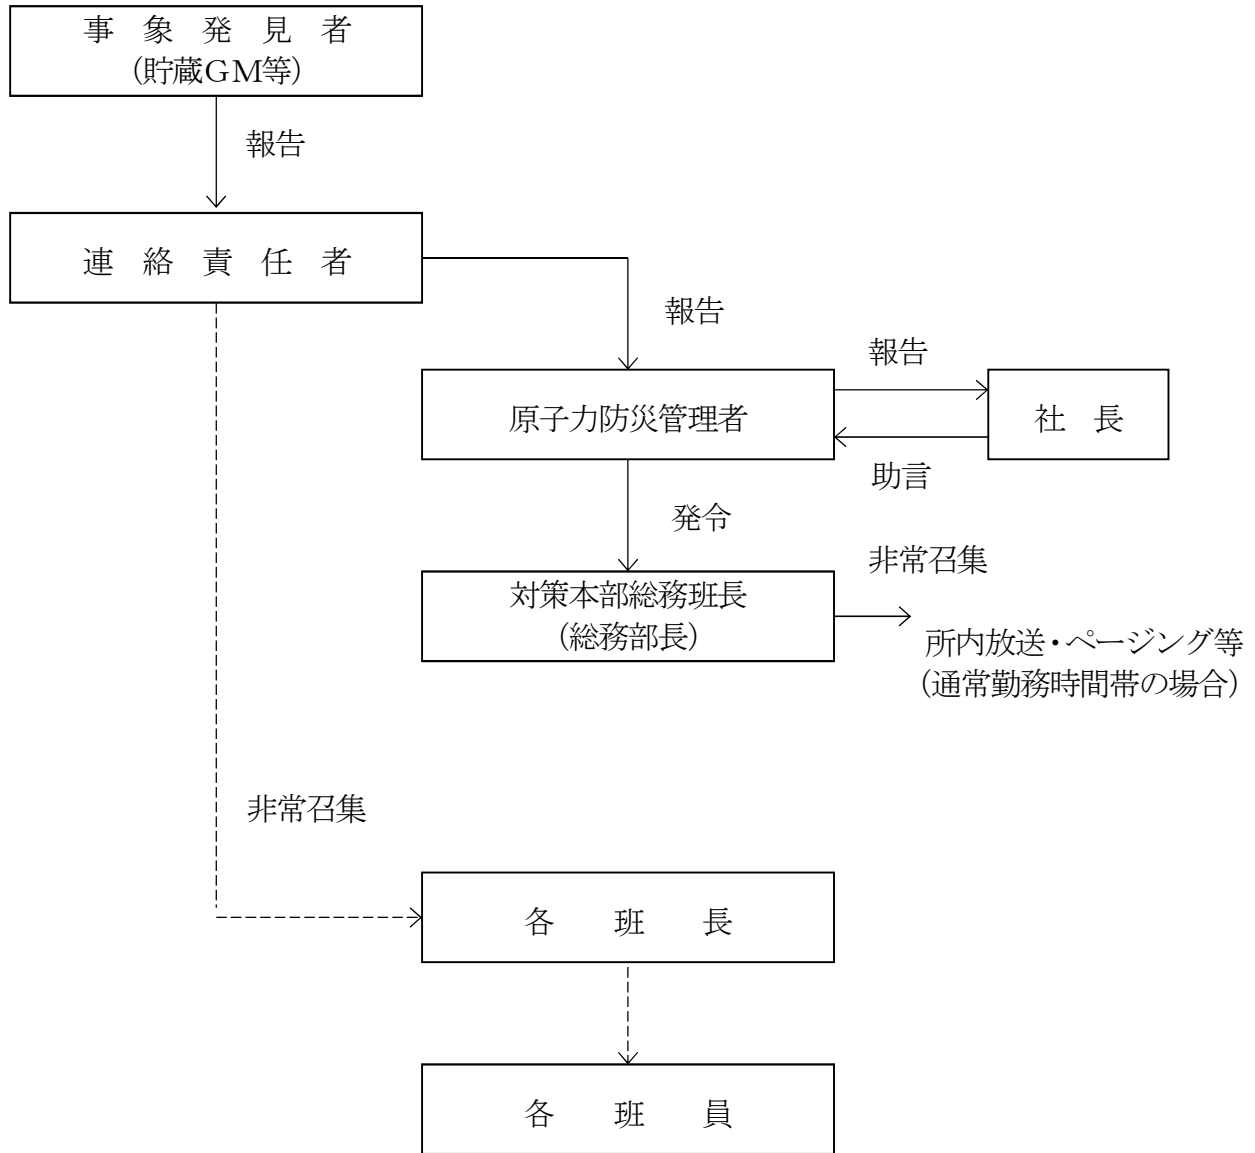 事象発見者
（貯蔵ＧＭ等）
報告
連絡責任者
報告
報告
原子力防災管理者
社長
助言
発令
非常召集
対策本部総務班長
（総務部長）
所内放送・ページング等
（通常勤務時間帯の場合）
非常召集
各班長
各班員